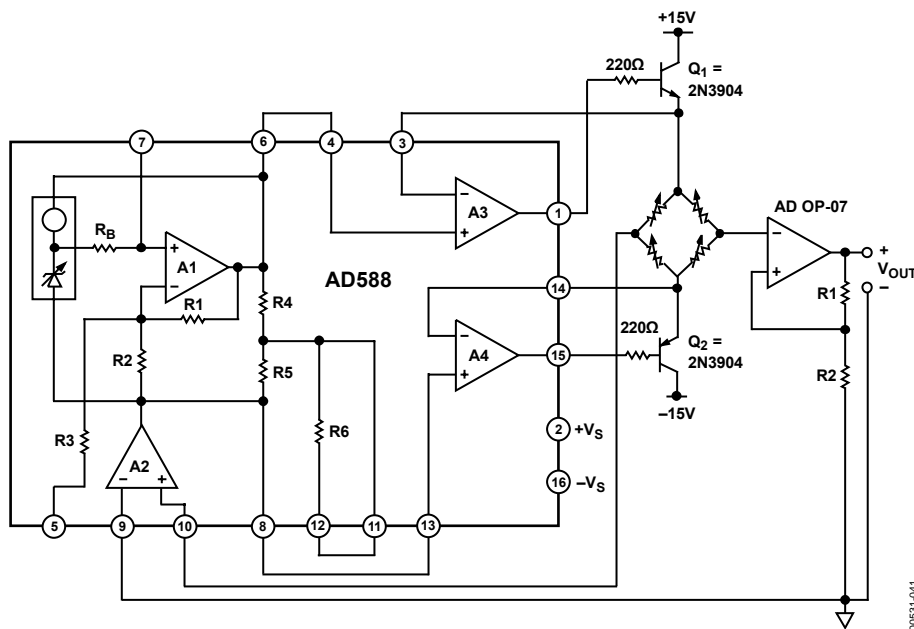 +15V
220Ω
Q1 =
2N3904
7
6
4
3
RB
+
A1
−
−
A3
+
1
AD OP-07
−
+
+
VOUT
−
R1
AD588
R4
R1
R2
R5
14
−
A4
+
15
220Ω
Q2 =
2N3904
R2
−15V
R3
R6
A2
− +
2
+VS
16
−VS
5
9
10
8
12
11
13
00531-041